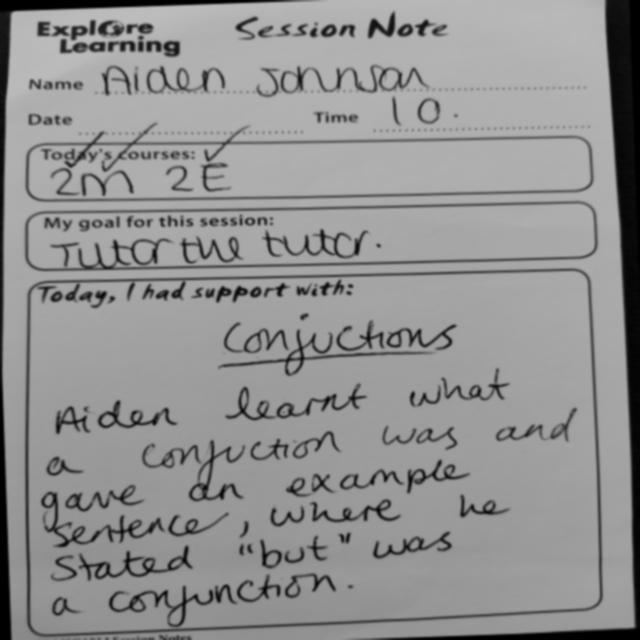 Explore
Learning
Session Note
Name Aiden Johnson
Date Time 10.
Today's courses:
2M 2E
My goal for this session:
Tutor the tutor.
Today, I had support with:
Conjuctions
Aiden learnt what
a conjuction was and
gave an example
sentence, where he
stated "but" was
a conjunction.
Session Notes